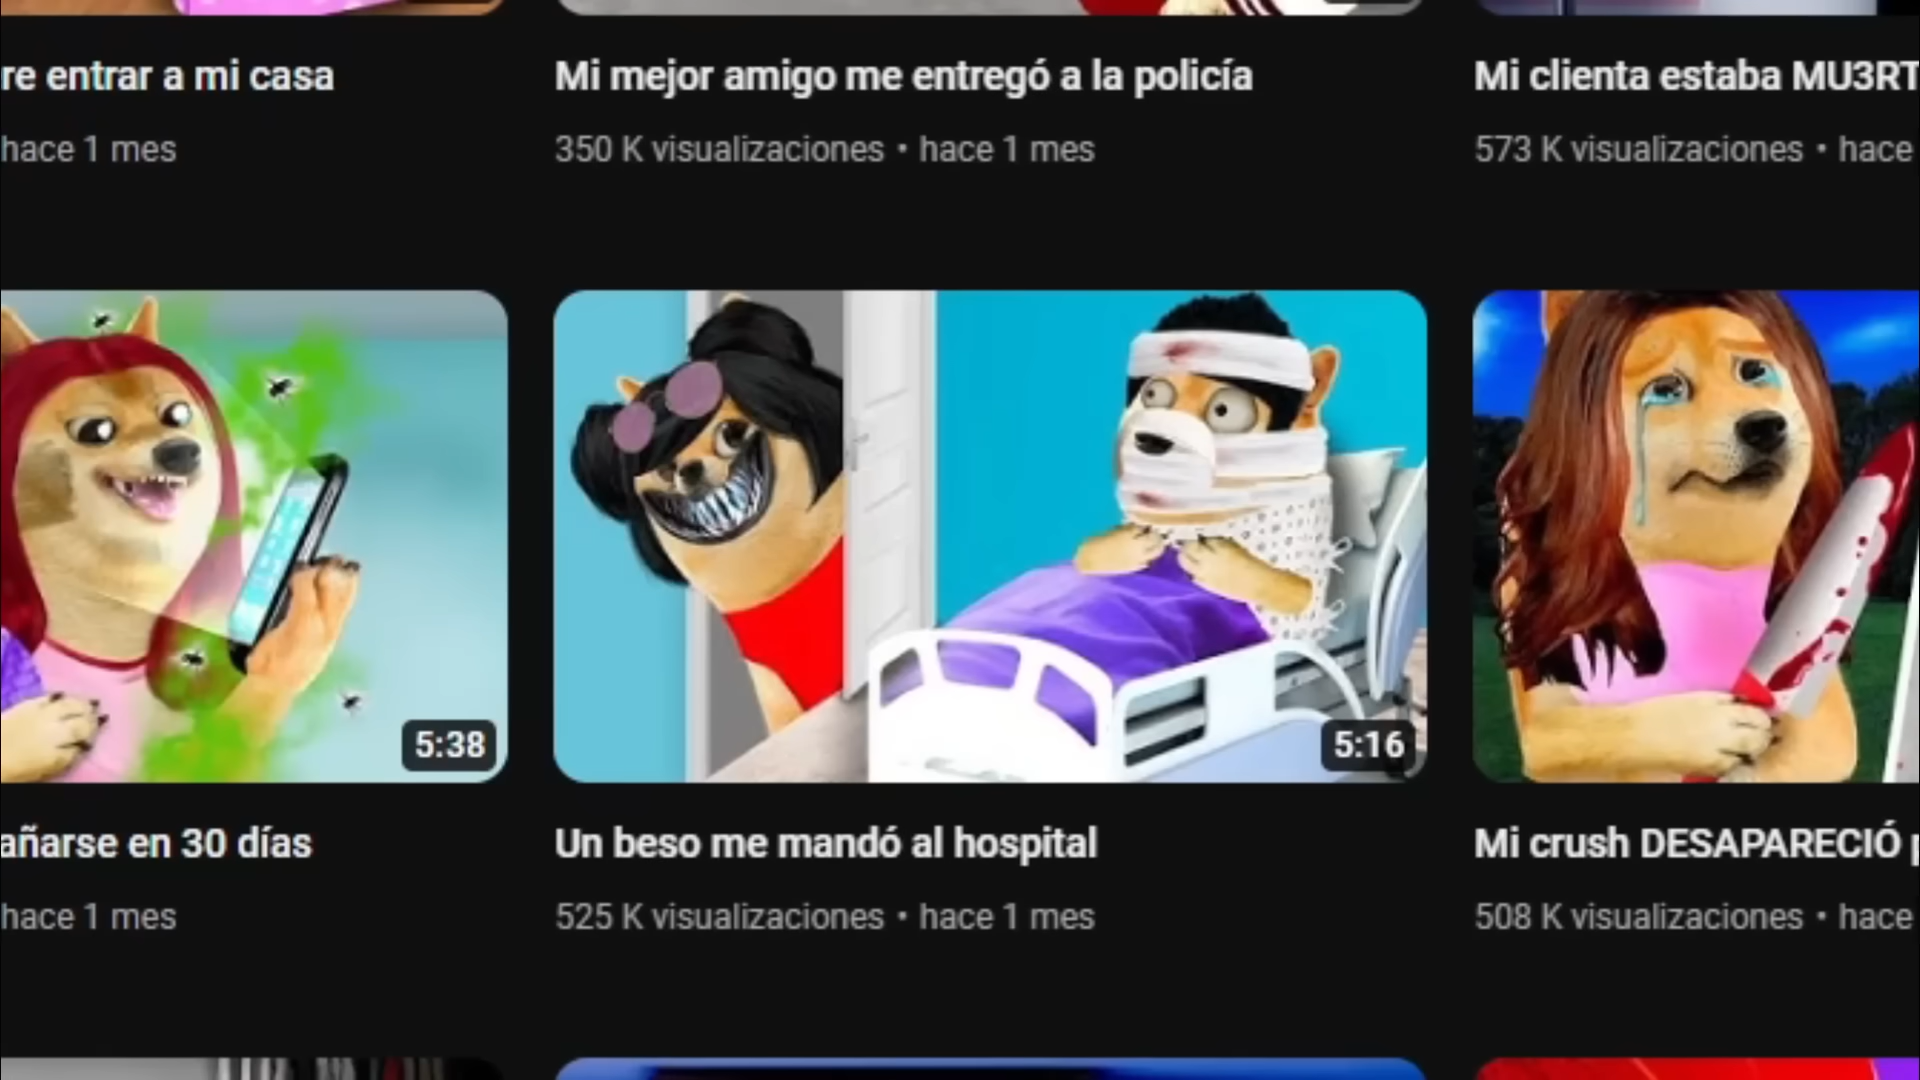 re entrar a mi casa
hace 1 mes
Mi mejor amigo me entregó a la policía
350 K visualizaciones • hace 1 mes
Mi clienta estaba MU3RT
573 K visualizaciones • hace
5:38
5:16
añarse en 30 días
hace 1 mes
Un beso me mandó al hospital
525 K visualizaciones • hace 1 mes
Mi crush DESAPARECIÓ p
508 K visualizaciones • hace